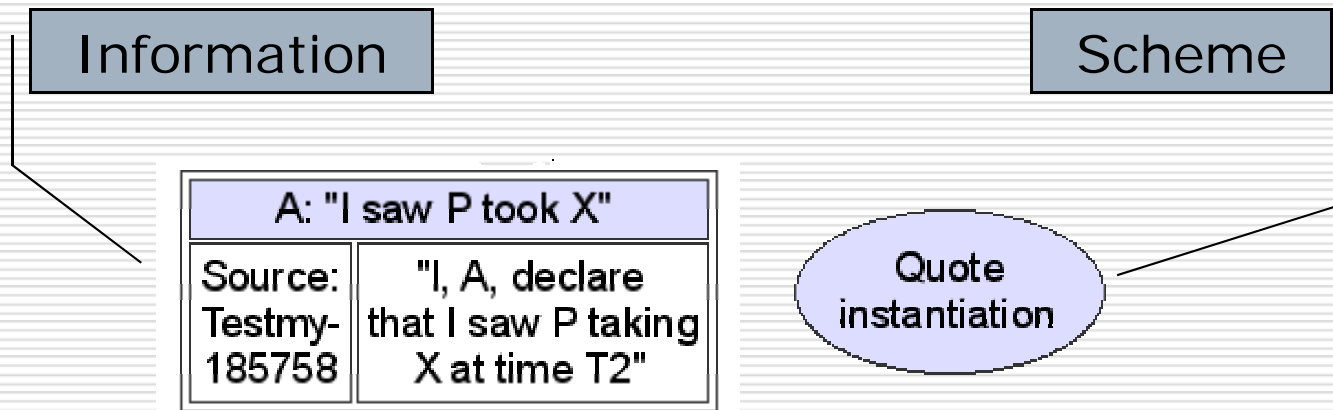 Information
Scheme
A: "I saw P took X"
Source:
Testmy-
185758
"I, A, declare
that I saw P taking
X at time T2"
Quote
instantiation